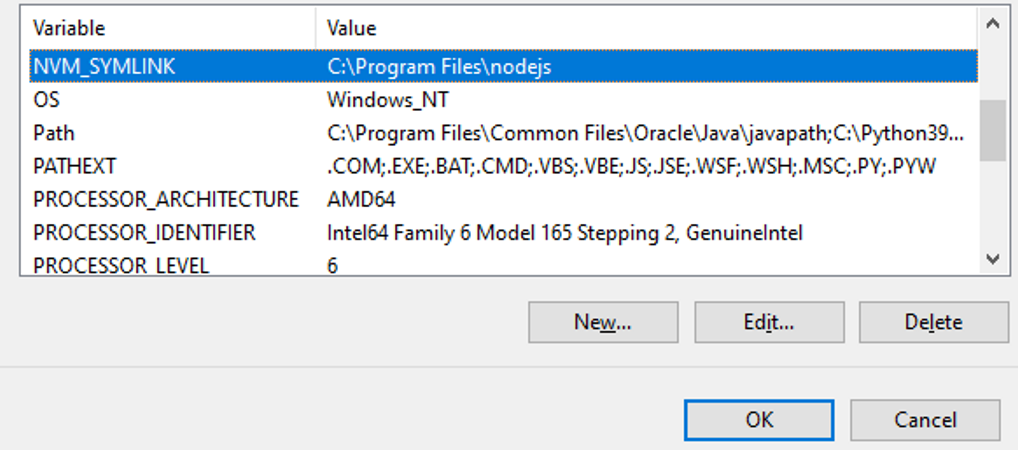 Variable Value
NVM_SYMLINK C:\Program Files\nodejs
OS Windows_NT
Path C:\Program Files\Common Files\Oracle\Java\javapath;C:\Python39...
PATHEXT .COM;.EXE;.BAT;.CMD;.VBS;.VBE;.JS;.JSE;.WSF;.WSH;.MSC;.PY;.PYW
PROCESSOR_ARCHITECTURE AMD64
PROCESSOR_IDENTIFIER Intel64 Family 6 Model 165 Stepping 2, GenuineIntel
PROCESSOR_LEVEL 6
New... Edit... Delete
OK Cancel